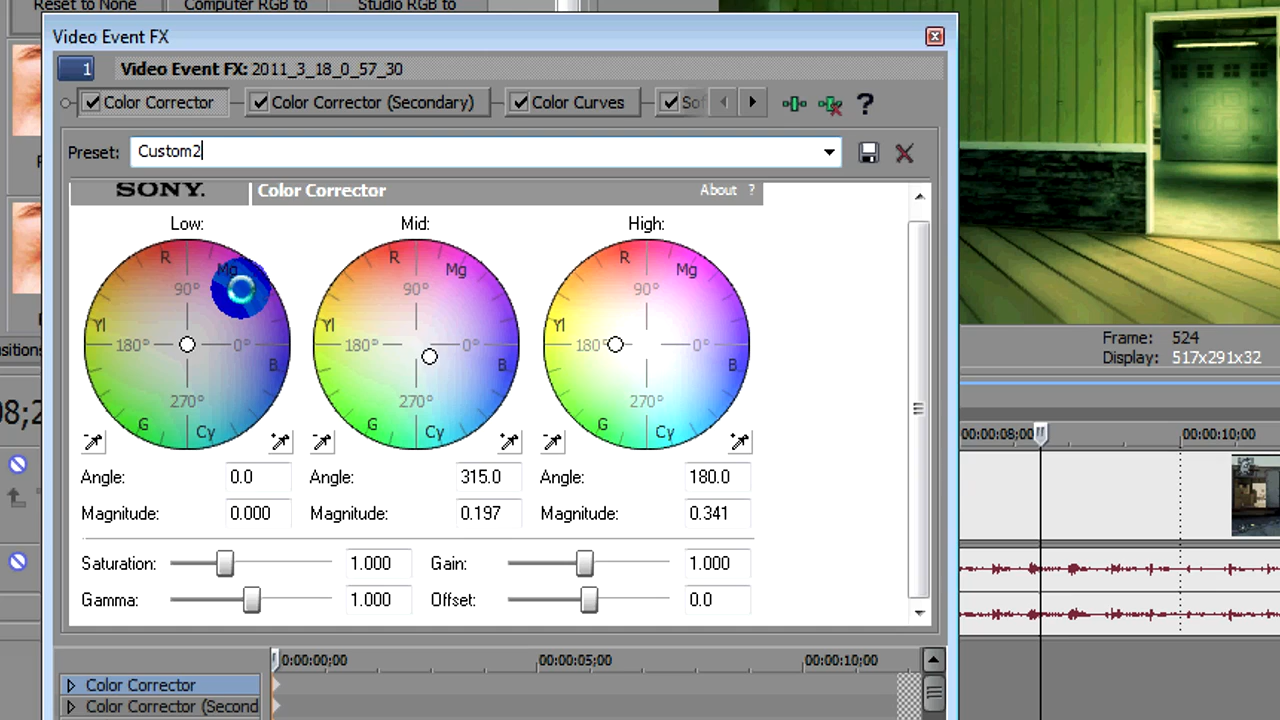 Reset to None Computer RGB to Studio RGB to
Video Event FX
1 Video Event FX: 2011_3_18_0_57_30
Color Corrector Color Corrector (Secondary) Color Curves Sof ?
Preset: Custom2
SONY. Color Corrector About ?
Low: Mid: High:
R Mg R Mg R Mg
90° 90° 90°
Yl 180° 0° Yl 180° 0° Yl 180° 0°
B B B
270° 270° 270°
G Cy G Cy G Cy
Angle: 0.0 Angle: 315.0 Angle: 180.0
Magnitude: 0.000 Magnitude: 0.197 Magnitude: 0.341
Saturation: 1.000 Gain: 1.000
Gamma: 1.000 Offset: 0.0
0:00:00;00 00:00:05;00 00:00:10;00
Color Corrector
Color Corrector (Second
Frame: 524
Display: 517x291x32
00:00:08;00 00:00:10;00
sitions
08;2